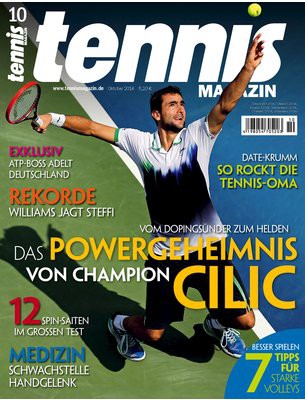 10
tennis
tennis
MAGAZIN
www.tennismagazin.de
Oktober 2014
5,20 €
EXKLUSIV
ATP-BOSS ADELT
DEUTSCHLAND
REKORDE
WILLIAMS JAGT STEFFI
DATE-KRUMM
SO ROCKT DIE
TENNIS-OMA
VOM DOPINGSÜNDER ZUM HELDEN
DAS POWERGEHEIMNIS
VON CHAMPION CILIC
12 SPIN-SAITEN
IM GROSSEN TEST
MEDIZIN
SCHWACHSTELLE
HANDGELENK
BESSER SPIELEN
7 TIPPS
FÜR
STARKE
VOLLEYS